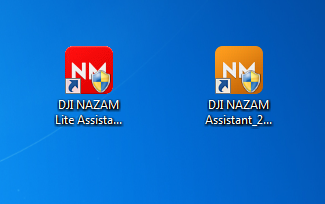 NM
DJI NAZAM
Lite Assista...
NM
DJI NAZAM
Assistant_2...